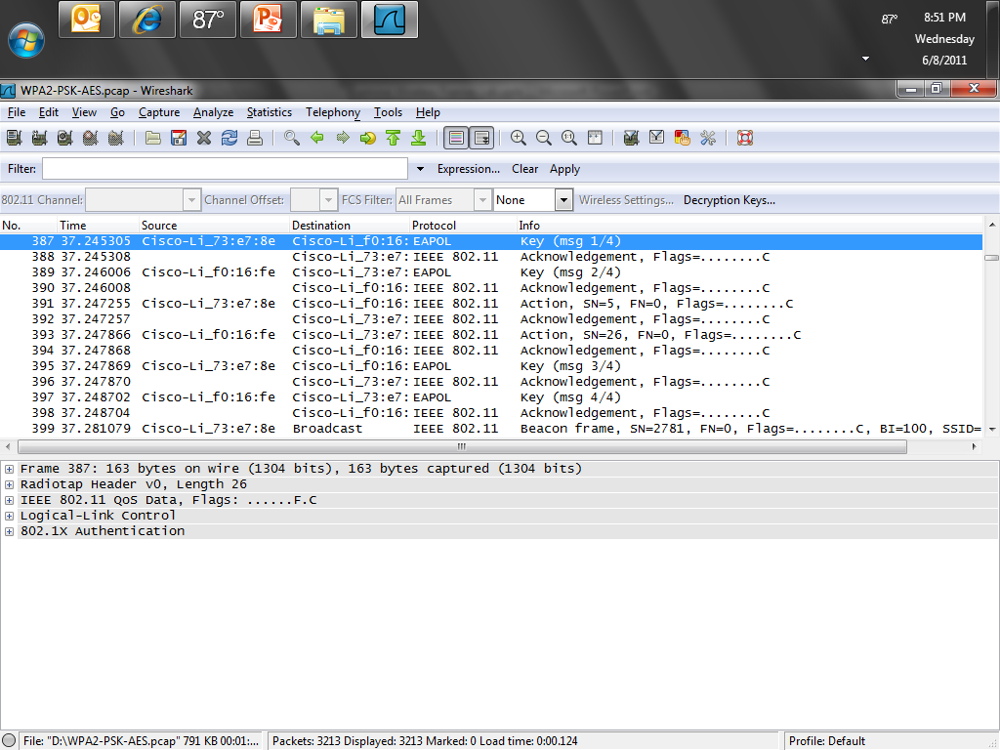 87°
87°
8:51 PM
Wednesday
6/8/2011
WPA2-PSK-AES.pcap - Wireshark
File Edit View Go Capture Analyze Statistics Telephony Tools Help
Filter: Expression... Clear Apply
802.11 Channel: Channel Offset: FCS Filter: All Frames None Wireless Settings... Decryption Keys...
No. Time Source Destination Protocol Info
387 37.245305 Cisco-Li_73:e7:8e Cisco-Li_f0:16: EAPOL Key (msg 1/4)
388 37.245308 Cisco-Li_73:e7: IEEE 802.11 Acknowledgement, Flags=........C
389 37.246006 Cisco-Li_f0:16:fe Cisco-Li_73:e7: EAPOL Key (msg 2/4)
390 37.246008 Cisco-Li_f0:16: IEEE 802.11 Acknowledgement, Flags=........C
391 37.247255 Cisco-Li_73:e7:8e Cisco-Li_f0:16: IEEE 802.11 Action, SN=5, FN=0, Flags=........C
392 37.247257 Cisco-Li_73:e7: IEEE 802.11 Acknowledgement, Flags=........C
393 37.247866 Cisco-Li_f0:16:fe Cisco-Li_73:e7: IEEE 802.11 Action, SN=26, FN=0, Flags=........C
394 37.247868 Cisco-Li_f0:16: IEEE 802.11 Acknowledgement, Flags=........C
395 37.247869 Cisco-Li_73:e7:8e Cisco-Li_f0:16: EAPOL Key (msg 3/4)
396 37.247870 Cisco-Li_73:e7: IEEE 802.11 Acknowledgement, Flags=........C
397 37.248702 Cisco-Li_f0:16:fe Cisco-Li_73:e7: EAPOL Key (msg 4/4)
398 37.248704 Cisco-Li_f0:16: IEEE 802.11 Acknowledgement, Flags=........C
399 37.281079 Cisco-Li_73:e7:8e Broadcast IEEE 802.11 Beacon frame, SN=2781, FN=0, Flags=........C, BI=100, SSID=
Frame 387: 163 bytes on wire (1304 bits), 163 bytes captured (1304 bits)
Radiotap Header v0, Length 26
IEEE 802.11 QoS Data, Flags: ......F.C
Logical-Link Control
802.1X Authentication
File: "D:\WPA2-PSK-AES.pcap" 791 KB 00:01:... Packets: 3213 Displayed: 3213 Marked: 0 Load time: 0:00.124 Profile: Default